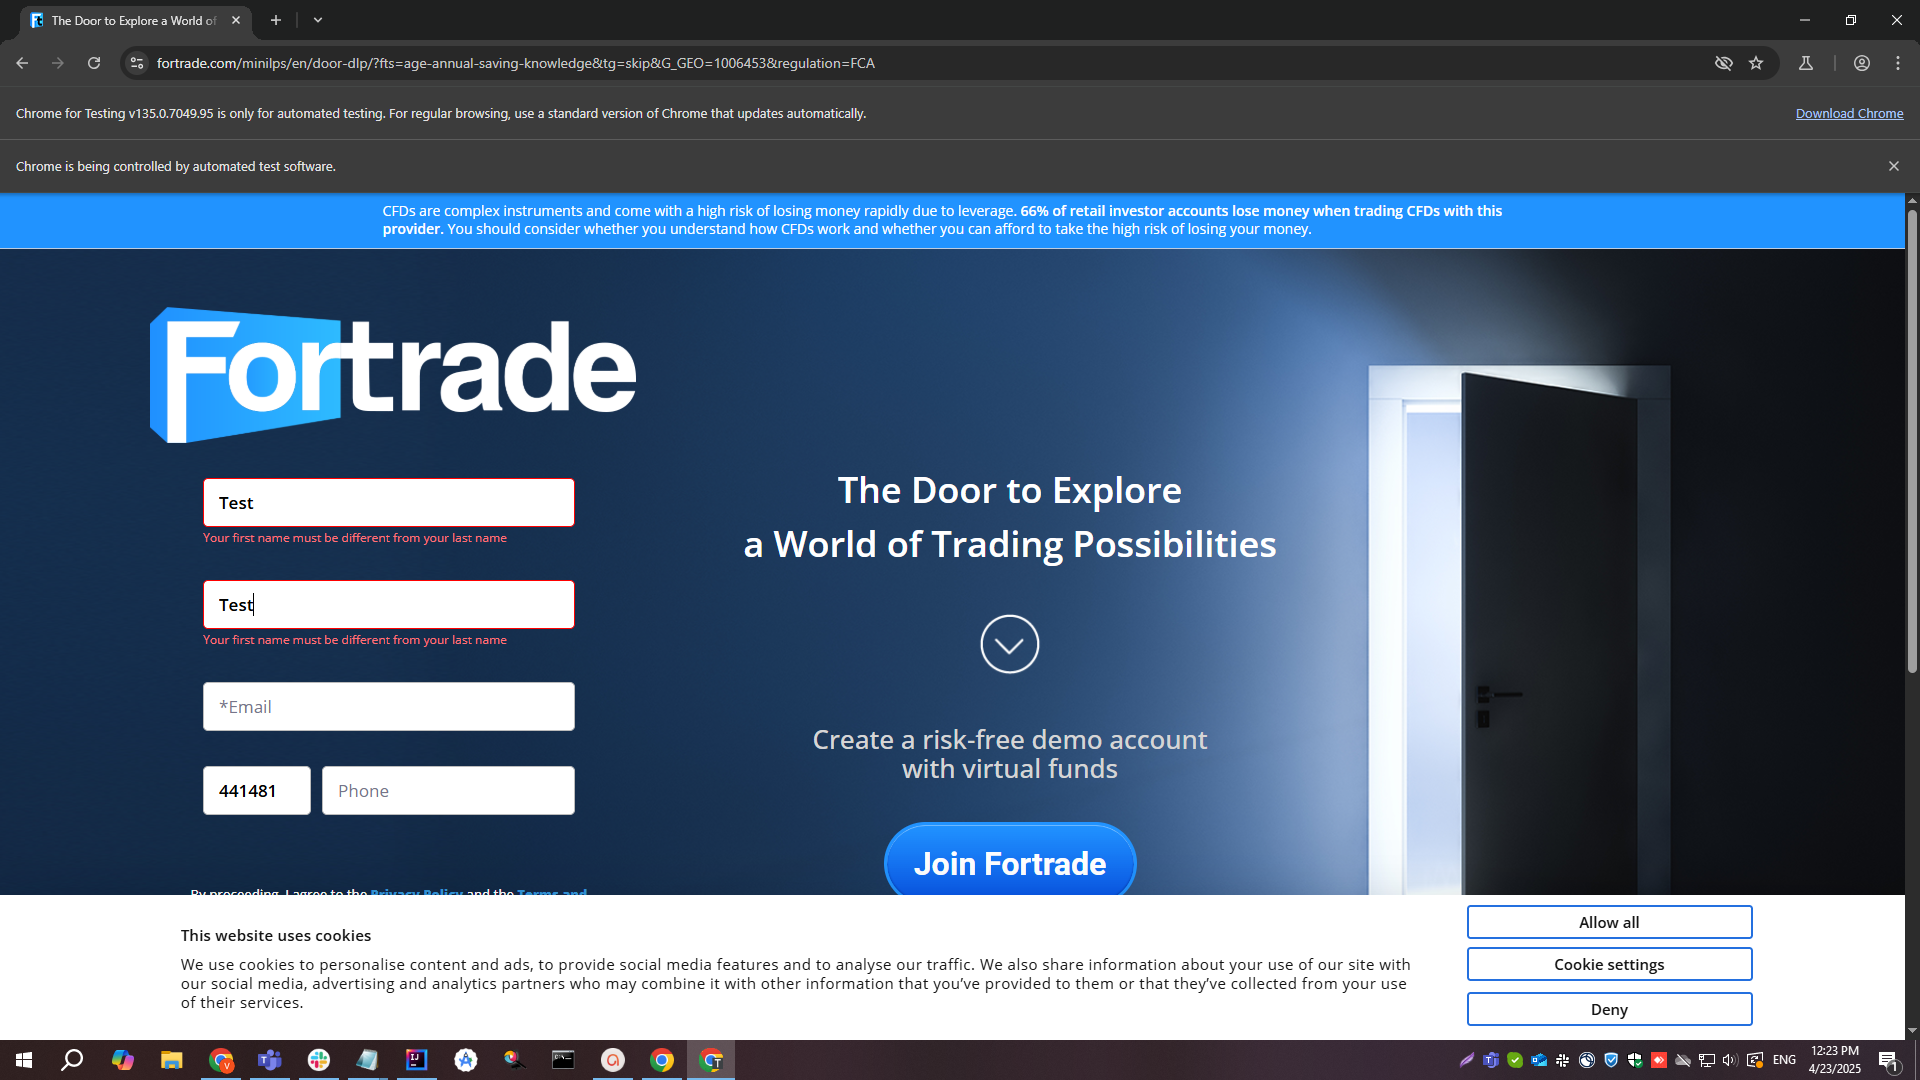 The Door to Explore a World of
fortrade.com/minilps/en/door-dlp/?fts=age-annual-saving-knowledge&tg=skip&G_GEO=1006453&regulation=FCA
Chrome for Testing v135.0.7049.95 is only for automated testing. For regular browsing, use a standard version of Chrome that updates automatically.
Download Chrome
Chrome is being controlled by automated test software.
CFDs are complex instruments and come with a high risk of losing money rapidly due to leverage. 66% of retail investor accounts lose money when trading CFDs with this
provider. You should consider whether you understand how CFDs work and whether you can afford to take the high risk of losing your money.
Fortrade
Test
Your first name must be different from your last name
Test
Your first name must be different from your last name
*Email
441481
Phone
By proceeding, I agree to the Privacy Policy and the Terms and
The Door to Explore
a World of Trading Possibilities
Create a risk-free demo account
with virtual funds
Join Fortrade
This website uses cookies
We use cookies to personalise content and ads, to provide social media features and to analyse our traffic. We also share information about your use of our site with
our social media, advertising and analytics partners who may combine it with other information that you've provided to them or that they've collected from your use
of their services.
Allow all
Cookie settings
Deny
ENG
12:23 PM
4/23/2025
1